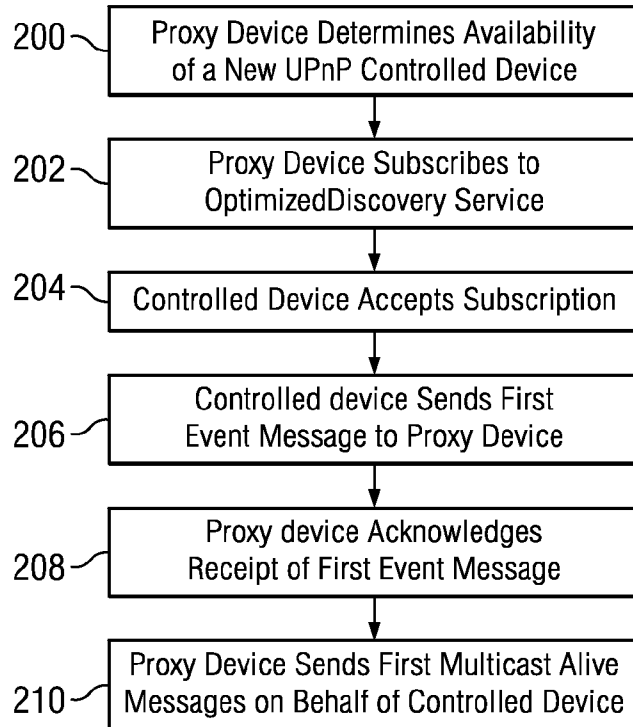 200
Proxy Device Determines Availability
of a New UPnP Controlled Device
202
Proxy Device Subscribes to
OptimizedDiscovery Service
204
Controlled Device Accepts Subscription
206
Controlled device Sends First
Event Message to Proxy Device
208
Proxy device Acknowledges
Receipt of First Event Message
210
Proxy Device Sends First Multicast Alive
Messages on Behalf of Controlled Device